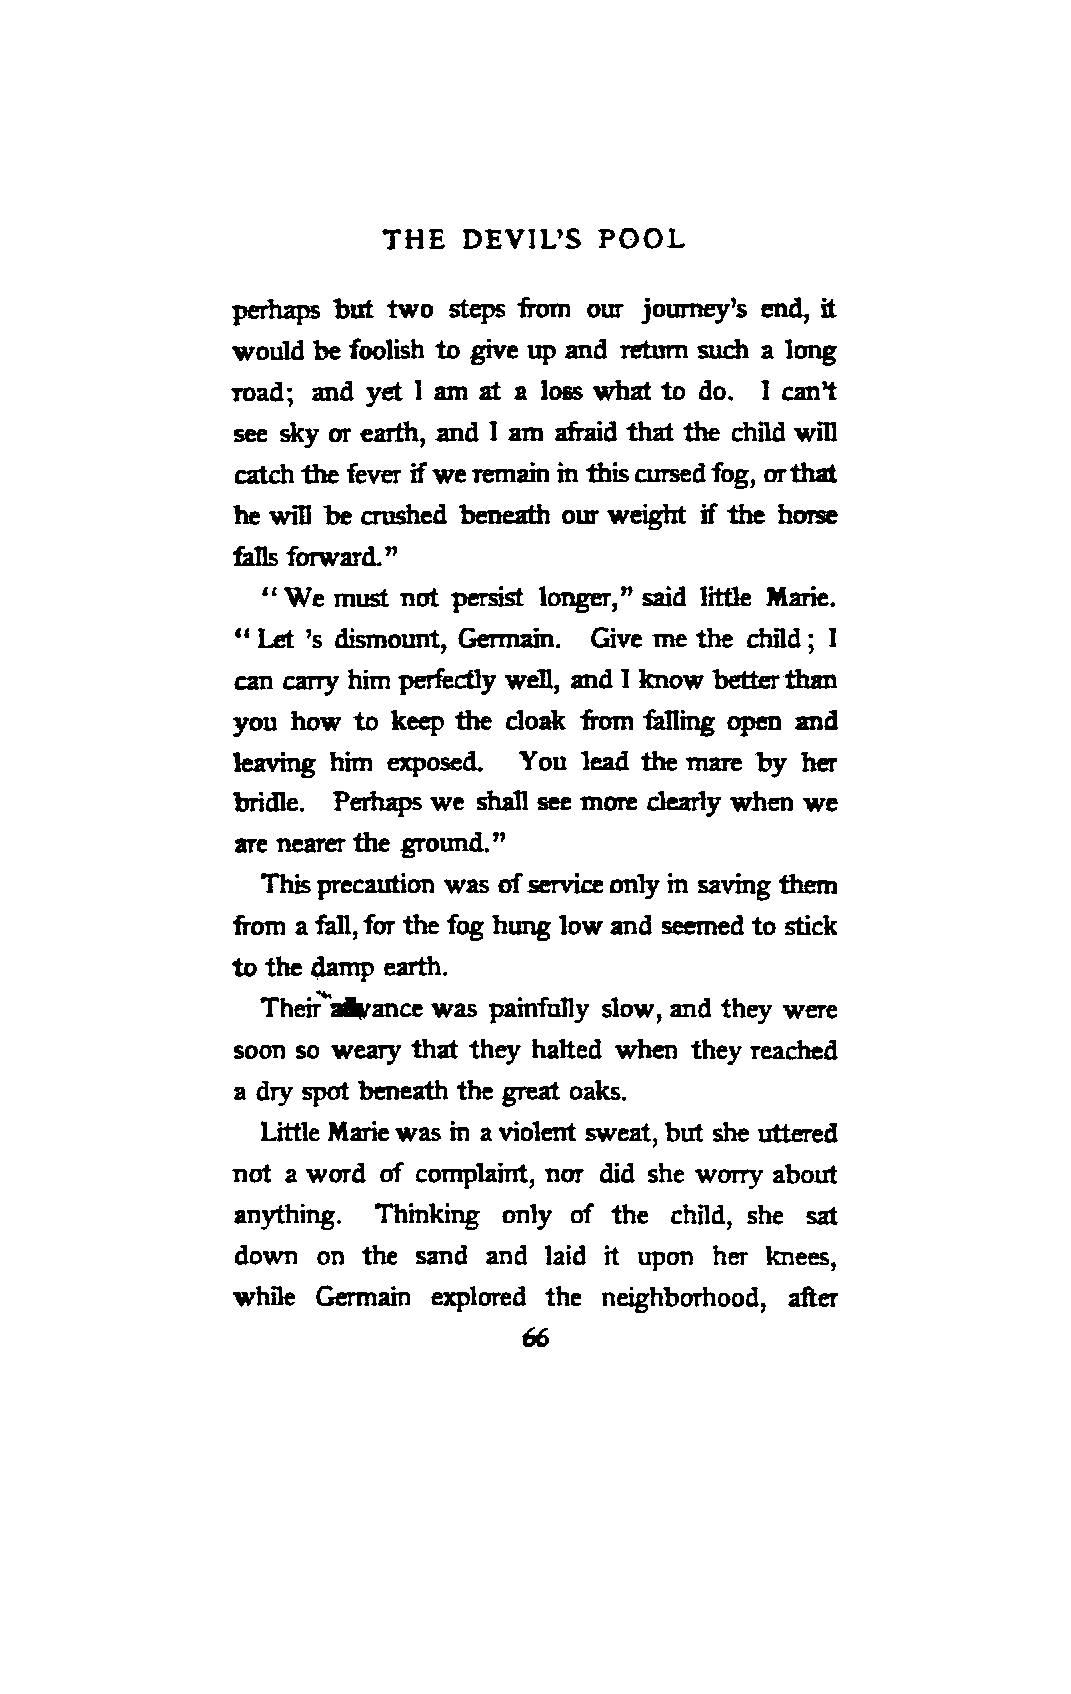 THE DEVIL'S POOL
perhaps but two steps from our journey's end, it
would be foolish to give up and return such a long
road; and yet I am at a loss what to do. I can't
see sky or earth, and I am afraid that the child will
catch the fever if we remain in this cursed fog, or that
he will be crushed beneath our weight if the horse
falls forward."
"We must not persist longer," said little Marie.
"Let 's dismount, Germain. Give me the child; I
can carry him perfectly well, and I know better than
you how to keep the cloak from falling open and
leaving him exposed. You lead the mare by her
bridle. Perhaps we shall see more clearly when we
are nearer the ground."
This precaution was of service only in saving them
from a fall, for the fog hung low and seemed to stick
to the damp earth.
Their advance was painfully slow, and they were
soon so weary that they halted when they reached
a dry spot beneath the great oaks.
Little Marie was in a violent sweat, but she uttered
not a word of complaint, nor did she worry about
anything. Thinking only of the child, she sat
down on the sand and laid it upon her knees,
while Germain explored the neighborhood, after
66